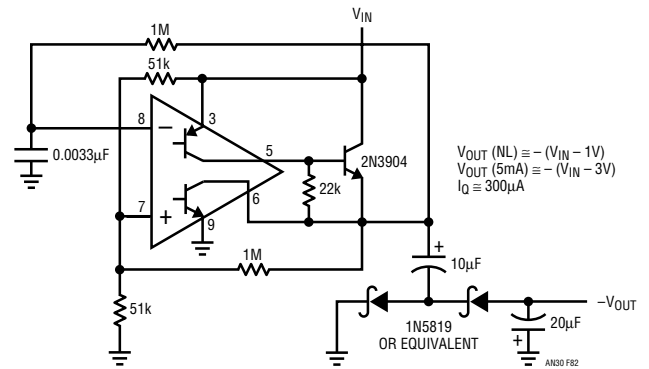 1M
V_IN
51k
8
−
3
0.0033µF
5
2N3904
22k
6
7
+
9
1M
51k
V_OUT (NL) ≅ – (V_IN – 1V)
V_OUT (5mA) ≅ – (V_IN – 3V)
I_Q ≅ 300µA
+
10µF
1N5819
OR EQUIVALENT
–V_OUT
20µF
+
AN30 F82